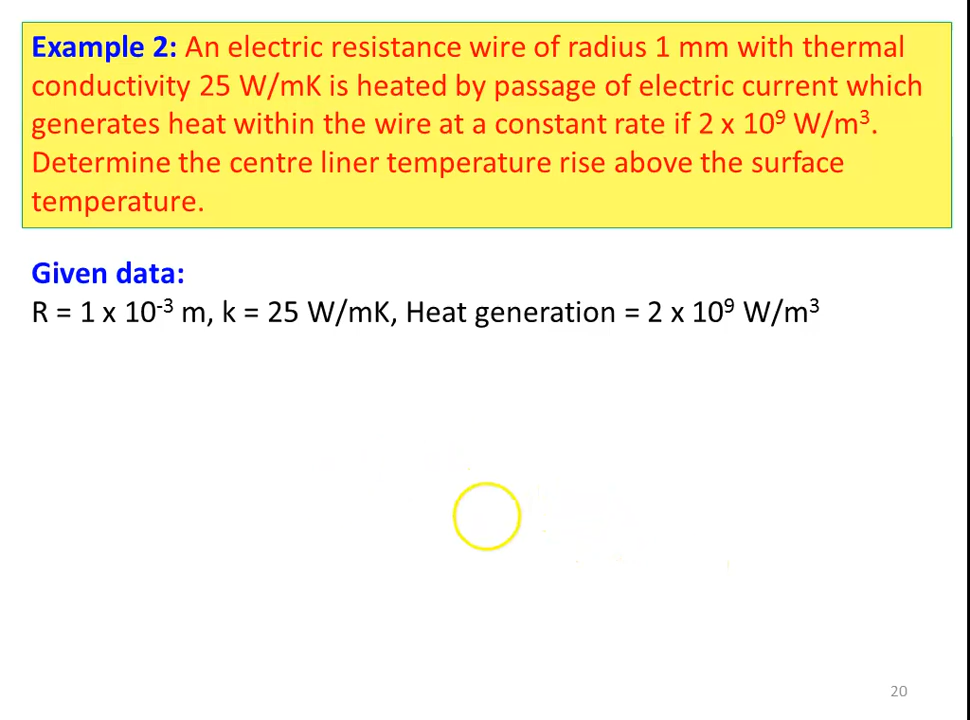 Example 2: An electric resistance wire of radius 1 mm with thermal
conductivity 25 W/mK is heated by passage of electric current which
generates heat within the wire at a constant rate if 2 x 10⁹ W/m³.
Determine the centre liner temperature rise above the surface
temperature.
Given data:
R = 1 x 10⁻³ m, k = 25 W/mK, Heat generation = 2 x 10⁹ W/m³
20